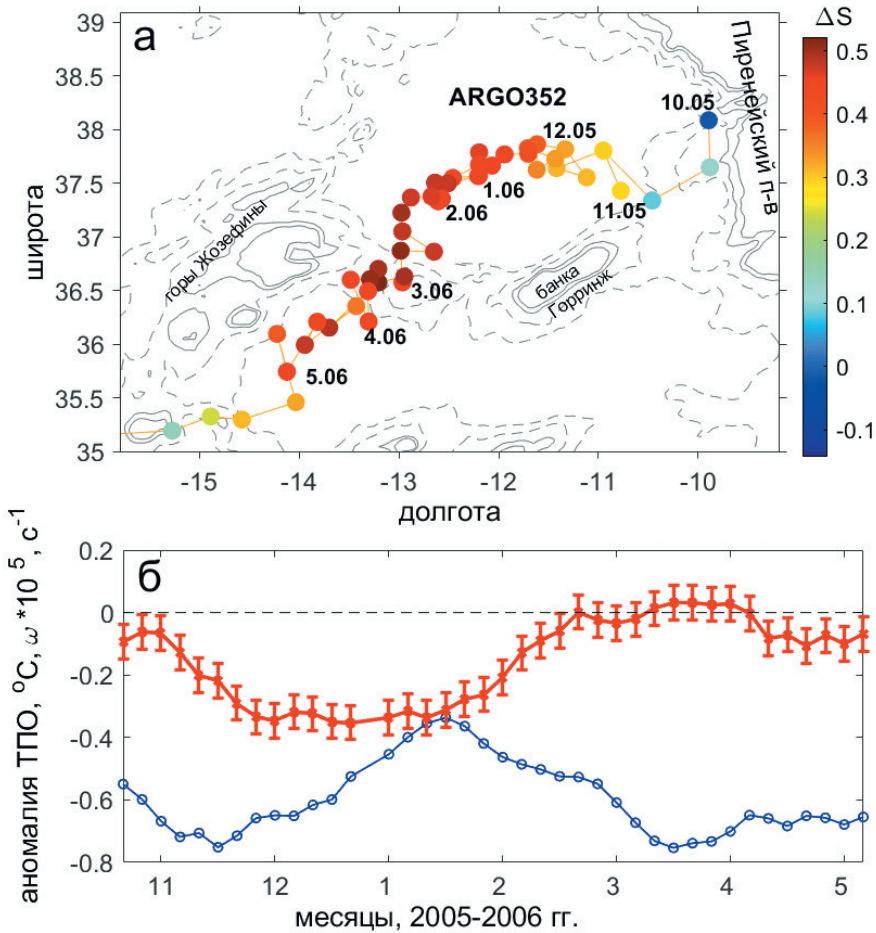 а
ΔS
39
38.5
38
37.5
37
36.5
36
35.5
35
широта
ARGO352
10.05
12.05
11.05
1.06
2.06
3.06
4.06
5.06
Пиренейский п-в
горы Жозефины
банка
Горриндж
0.5
0.4
0.3
0.2
0.1
0
-0.1
-15 -14 -13 -12 -11 -10
долгота
б
0.2
0
-0.2
-0.4
-0.6
-0.8
аномалия ТПО, °C, ω*10⁵, с⁻¹
11 12 1 2 3 4 5
месяцы, 2005-2006 гг.